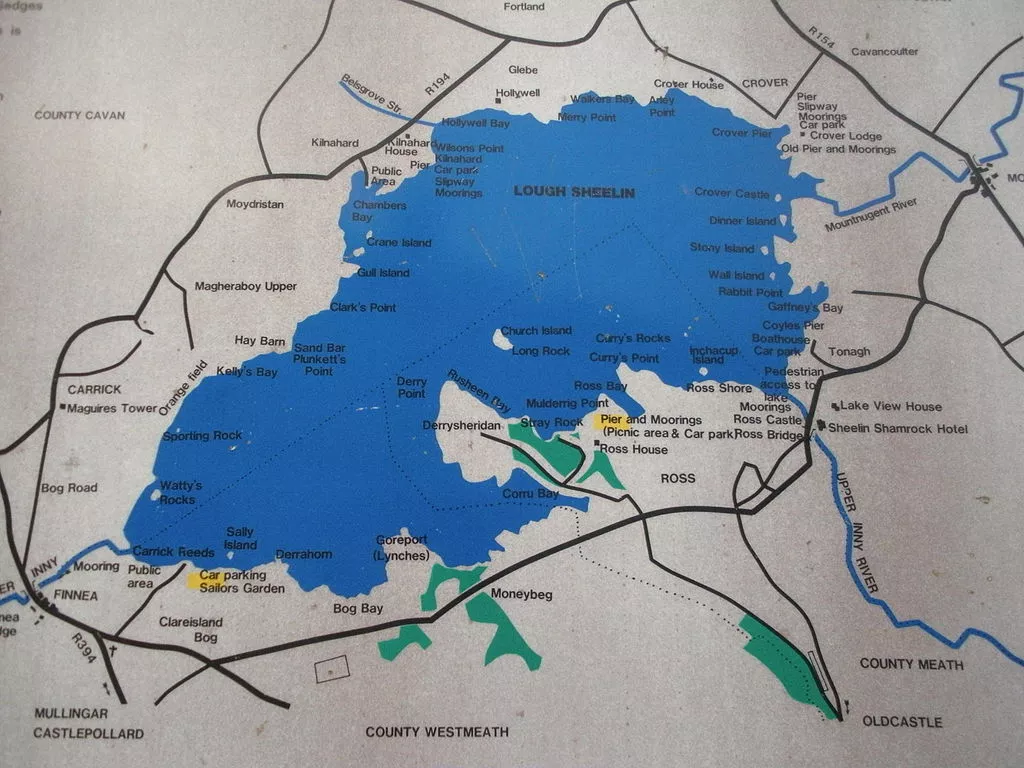 Sedges
is
Fortland
R154
Cavancoulter
COUNTY CAVAN
Belsgrove Str.
R194
Glebe
Hollywell
Crover House
CROVER
Hollywell Bay
Walkers Bay
Merry Point
Arley
Point
Crover Pier
Pier
Slipway
Moorings
Car park
Crover Lodge
Old Pier and Moorings
Kilnahard
Kilnahard
House
Pier
Public
Area
Wilsons Point
Kilnahard
Car park
Slipway
Moorings
LOUGH SHEELIN
Crover Castle
MO
Moydristan
Chambers
Bay
Dinner Island
Mountnugent River
Crane Island
Stony Island
Gull Island
Wall Island
Magheraboy Upper
Rabbit Point
Clark's Point
Gaffney's Bay
Church Island
Long Rock
Curry's Rocks
Curry's Point
Inchacup
Island
Coyles Pier
Boathouse
Car park
Tonagh
Hay Barn
Sand Bar
Plunkett's
Point
Kelly's Bay
Orange field
Derry
Point
Rusheen Bay
Ross Bay
Ross Shore
Pedestrian
access to
lake
Moorings
Ross Castle
Ross Bridge
CARRICK
Maguires Tower
Mulderrig Point
Derrysheridan
Stray Rock
Pier and Moorings
(Picnic area & Car park)
Lake View House
Sheelin Shamrock Hotel
Sporting Rock
Ross House
ROSS
Bog Road
Watty's
Rocks
Corru Bay
UPPER INNY RIVER
Sally
Island
Carrick Reeds
Derrahorn
Goreport
(Lynches)
INNY
ER
Mooring
Public
area
Car parking
Sailors Garden
FINNEA
nea
dge
Bog Bay
Moneybeg
Clareisland
Bog
R394
COUNTY MEATH
MULLINGAR
CASTLEPOLLARD
COUNTY WESTMEATH
OLDCASTLE